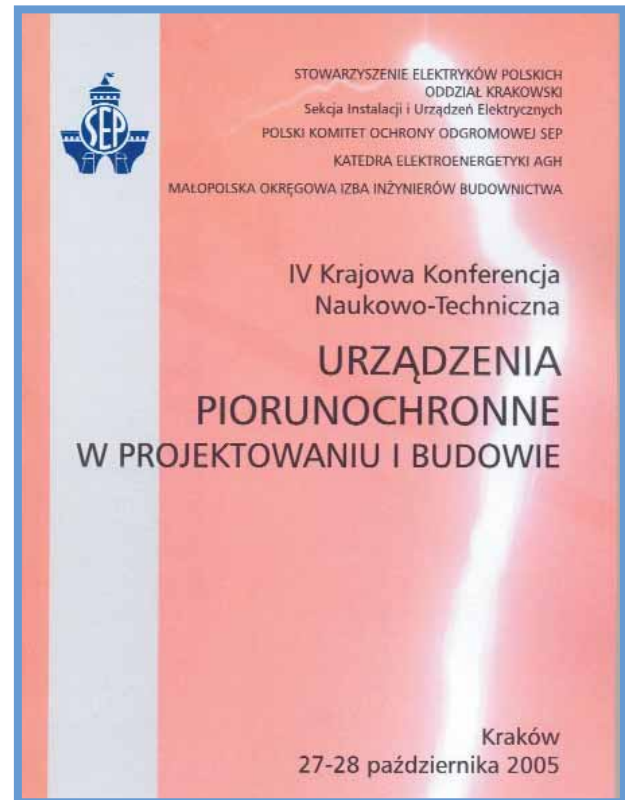 SEP
STOWARZYSZENIE ELEKTRYKÓW POLSKICH
ODDZIAŁ KRAKOWSKI
Sekcja Instalacji i Urządzeń Elektrycznych
POLSKI KOMITET OCHRONY ODGROMOWEJ SEP
KATEDRA ELEKTROENERGETYKI AGH
MAŁOPOLSKA OKRĘGOWA IZBA INŻYNIERÓW BUDOWNICTWA
IV Krajowa Konferencja
Naukowo-Techniczna
URZĄDZENIA
PIORUNOCHRONNE
W PROJEKTOWANIU I BUDOWIE
Kraków
27-28 października 2005